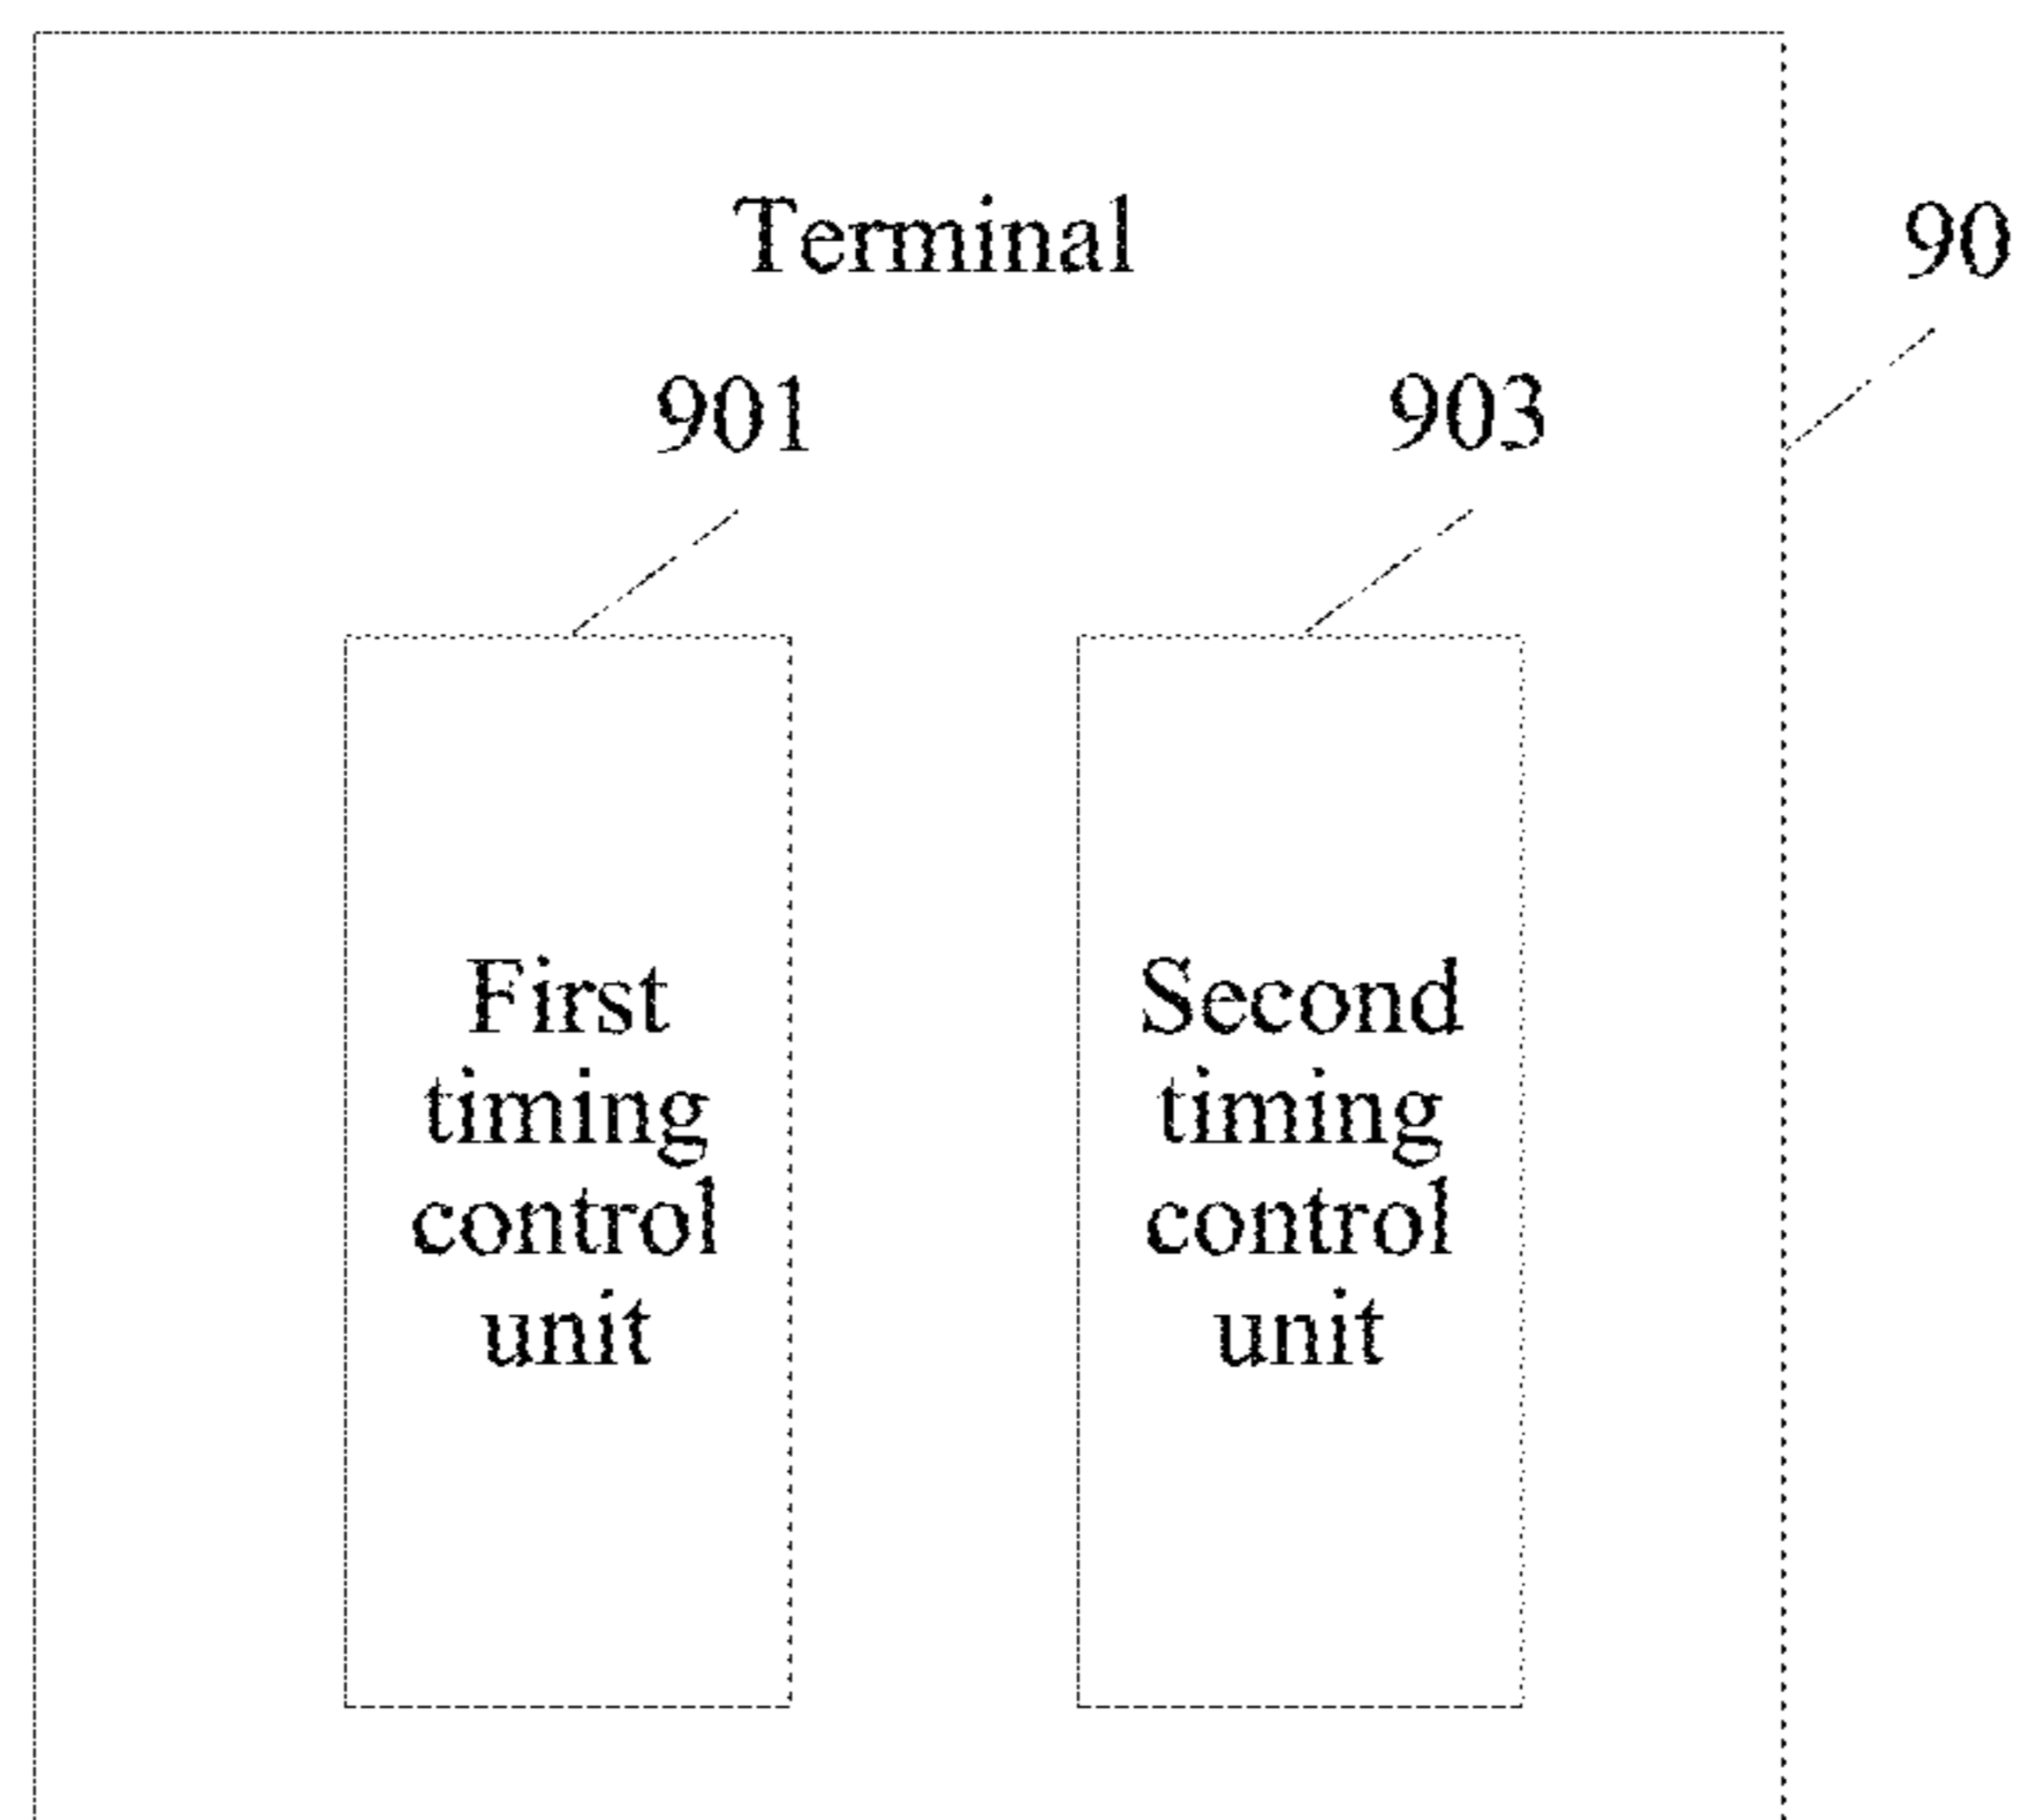 Terminal
90
901
903
First
timing
control
unit
Second
timing
control
unit